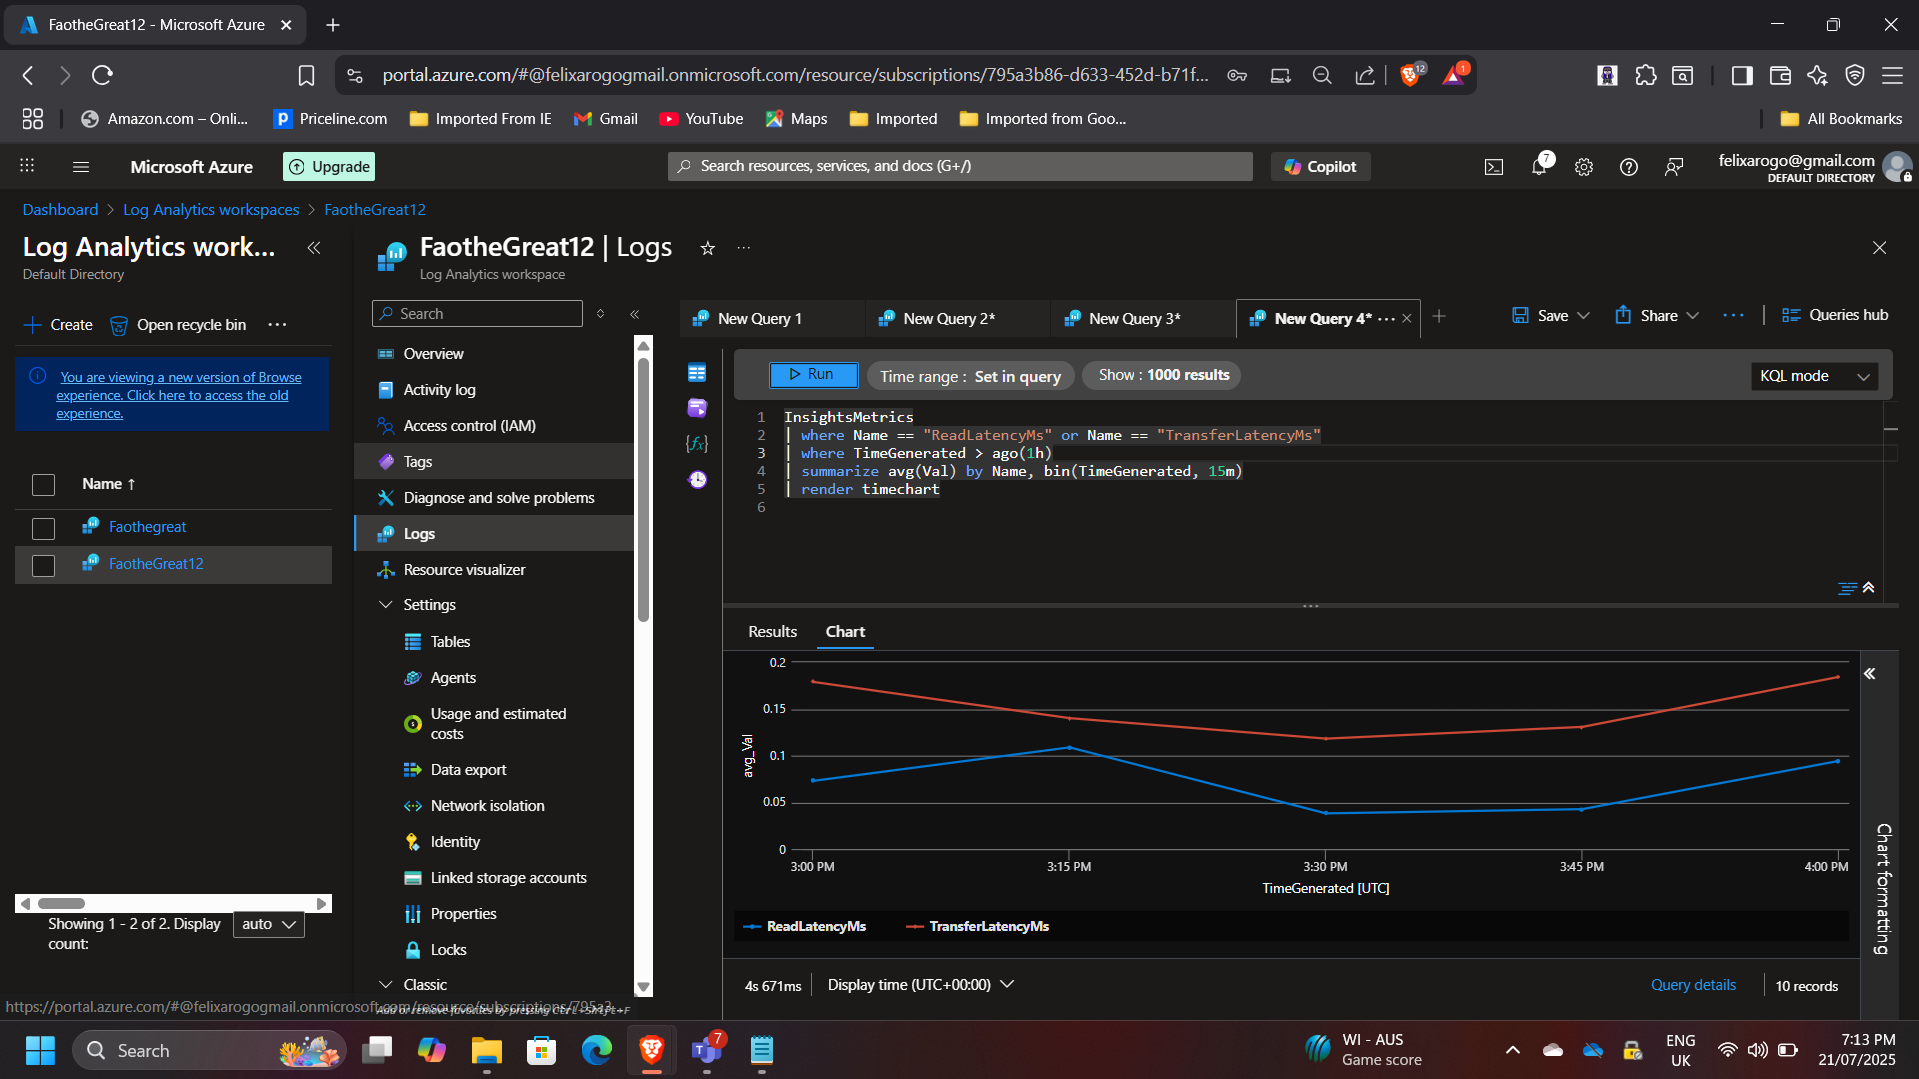 FaotheGreat12 - Microsoft Azure
portal.azure.com/#@felixarogogmail.onmicrosoft.com/resource/subscriptions/795a3b86-d633-452d-b71f...
12
1
Amazon.com – Onli...
Priceline.com
Imported From IE
Gmail
YouTube
Maps
Imported
Imported from Goo...
All Bookmarks
Microsoft Azure
Upgrade
Search resources, services, and docs (G+/)
Copilot
7
felixarogo@gmail.com
DEFAULT DIRECTORY
Dashboard > Log Analytics workspaces > FaotheGreat12
Log Analytics work...
Default Directory
Create
Open recycle bin
...
You are viewing a new version of Browse
experience. Click here to access the old
experience.
Name ↑
Faothegreat
FaotheGreat12
Showing 1 - 2 of 2. Display
count:
auto
FaotheGreat12 | Logs
...
Log Analytics workspace
Search
Overview
Activity log
Access control (IAM)
Tags
Diagnose and solve problems
Logs
Resource visualizer
Settings
Tables
Agents
Usage and estimated
costs
Data export
Network isolation
Identity
Linked storage accounts
Properties
Locks
Classic
Add or remove favorites by pressing Ctrl+Shift+F
https://portal.azure.com/#@felixarogogmail.onmicrosoft.com/resource/subscriptions/795a3...
New Query 1
New Query 2*
New Query 3*
New Query 4* ...
Save
Share
...
Queries hub
Run
Time range : Set in query
Show : 1000 results
KQL mode
1 InsightsMetrics
2 | where Name == "ReadLatencyMs" or Name == "TransferLatencyMs"
3 | where TimeGenerated > ago(1h)
4 | summarize avg(Val) by Name, bin(TimeGenerated, 15m)
5 | render timechart
6
Results
Chart
0.2
0.15
0.1
0.05
0
avg_Val
3:00 PM
3:15 PM
3:30 PM
3:45 PM
4:00 PM
TimeGenerated [UTC]
ReadLatencyMs
TransferLatencyMs
Chart formatting
4s 671ms
Display time (UTC+00:00)
Query details
10 records
Search
7
WI - AUS
Game score
ENG
UK
7:13 PM
21/07/2025